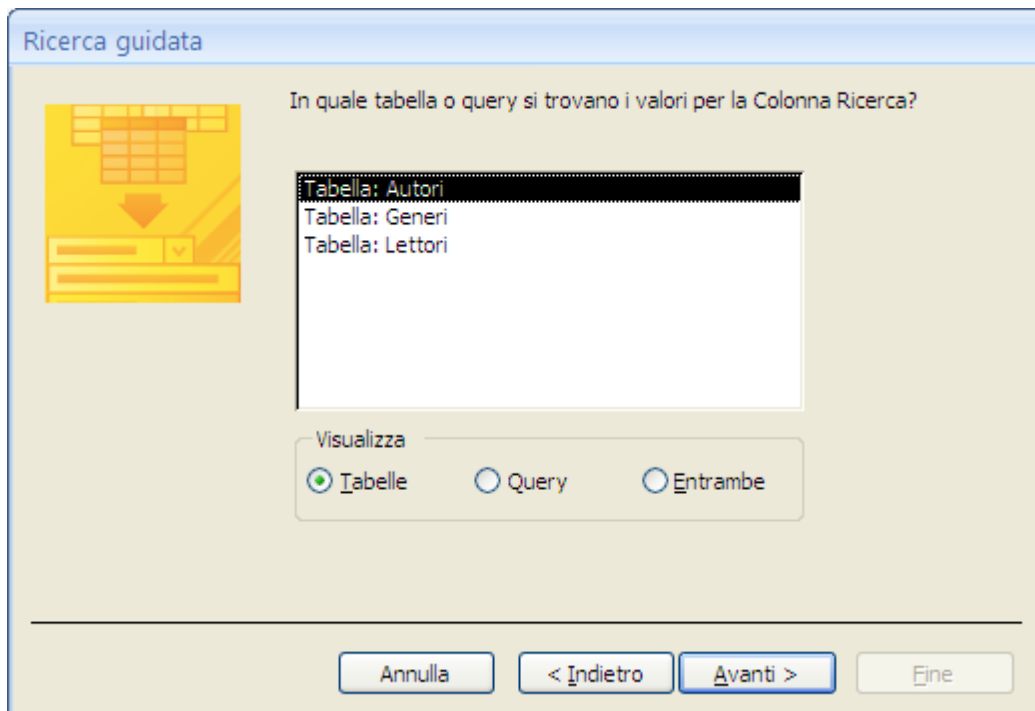 Ricerca guidata
In quale tabella o query si trovano i valori per la Colonna Ricerca?
Tabella: Autori
Tabella: Generi
Tabella: Lettori
Visualizza
Tabelle Query Entrambe
Annulla < Indietro Avanti > Fine